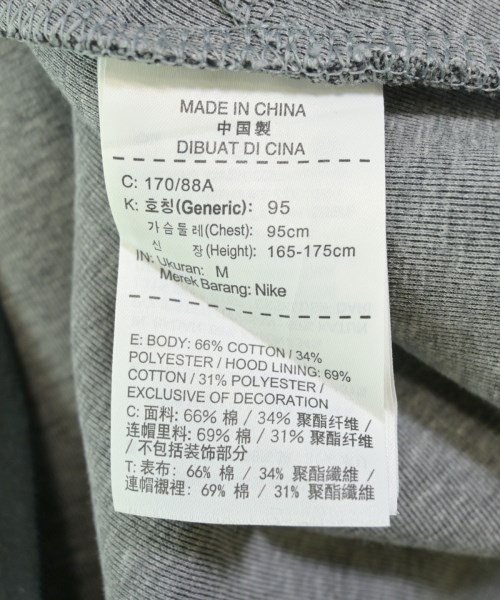 MADE IN CHINA
中国製
DIBUAT DI CINA
C: 170/88A
K: 호칭(Generic): 95
가슴둘레(Chest): 95cm
신 장(Height): 165-175cm
IN: Ukuran: M
Merek Barang: Nike
E: BODY: 66% COTTON / 34%
POLYESTER / HOOD LINING: 69%
COTTON / 31% POLYESTER /
EXCLUSIVE OF DECORATION
C: 面料: 66% 棉 / 34% 聚酯纤维 /
连帽里料: 69% 棉 / 31% 聚酯纤维
/ 不包括装饰部分
T: 表布: 66% 棉 / 34% 聚酯纖維 /
連帽襯裡: 69% 棉 / 31% 聚酯纖維